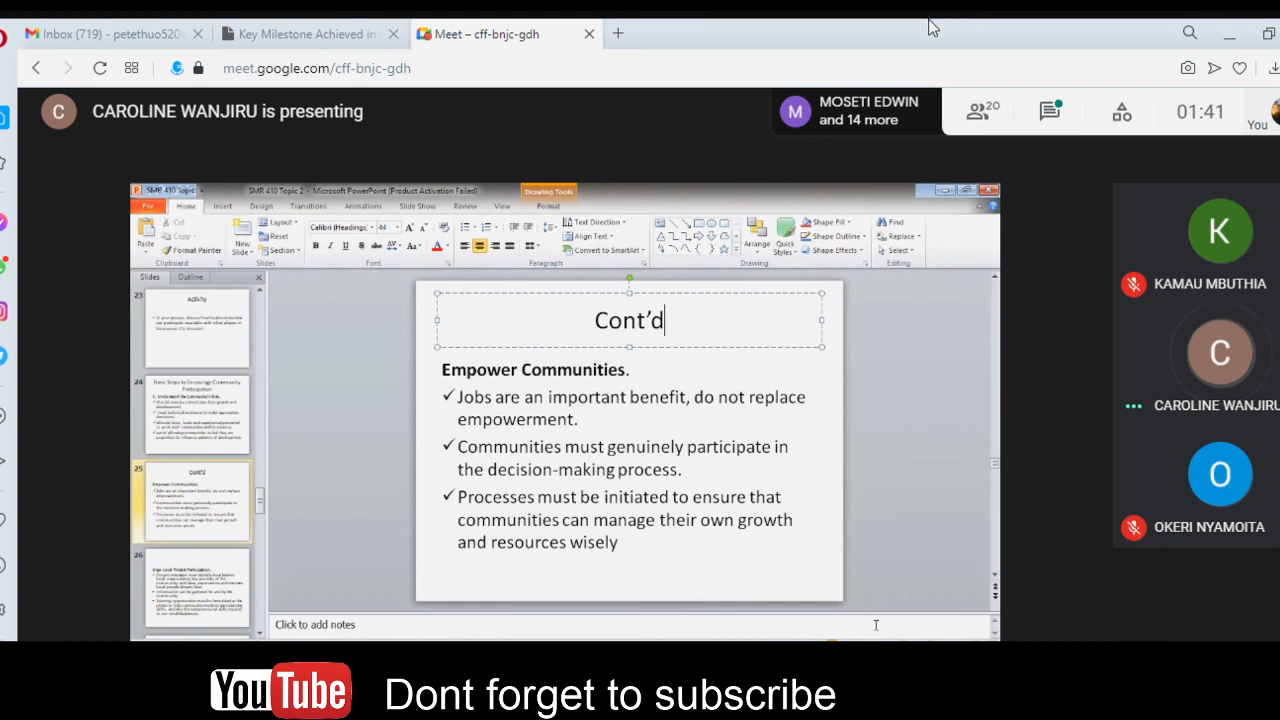 Inbox (719) - petethuo520
Key Milestone Achieved in
Meet – cff-bnjc-gdh
meet.google.com/cff-bnjc-gdh
C
CAROLINE WANJIRU is presenting
M
MOSETI EDWIN
and 14 more
20
01:41
You
SMR 410 Topic
SMR 410 Topic 2 - Microsoft PowerPoint (Product Activation Failed)
Drawing Tools
File
Home
Insert
Design
Transitions
Animations
Slide Show
Review
View
Format
Paste
Cut
Copy
Format Painter
Clipboard
New
Slide
Layout
Reset
Section
Slides
Calibri (Headings)
44
Font
Text Direction
Align Text
Convert to SmartArt
Paragraph
Arrange
Quick
Styles
Shape Fill
Shape Outline
Shape Effects
Drawing
Find
Replace
Select
Editing
Slides
Outline
23
Activity
24
Basic Steps to Encourage Community
Participation
25
Cont'd
Empower Communities
26
Cont’d
Empower Communities.
✓Jobs are an important benefit, do not replace
empowerment.
✓Communities must genuinely participate in
the decision-making process.
✓Processes must be initiated to ensure that
communities can manage their own growth
and resources wisely
Click to add notes
K
KAMAU MBUTHIA
C
CAROLINE WANJIRU
O
OKERI NYAMOITA
YouTube
Dont forget to subscribe